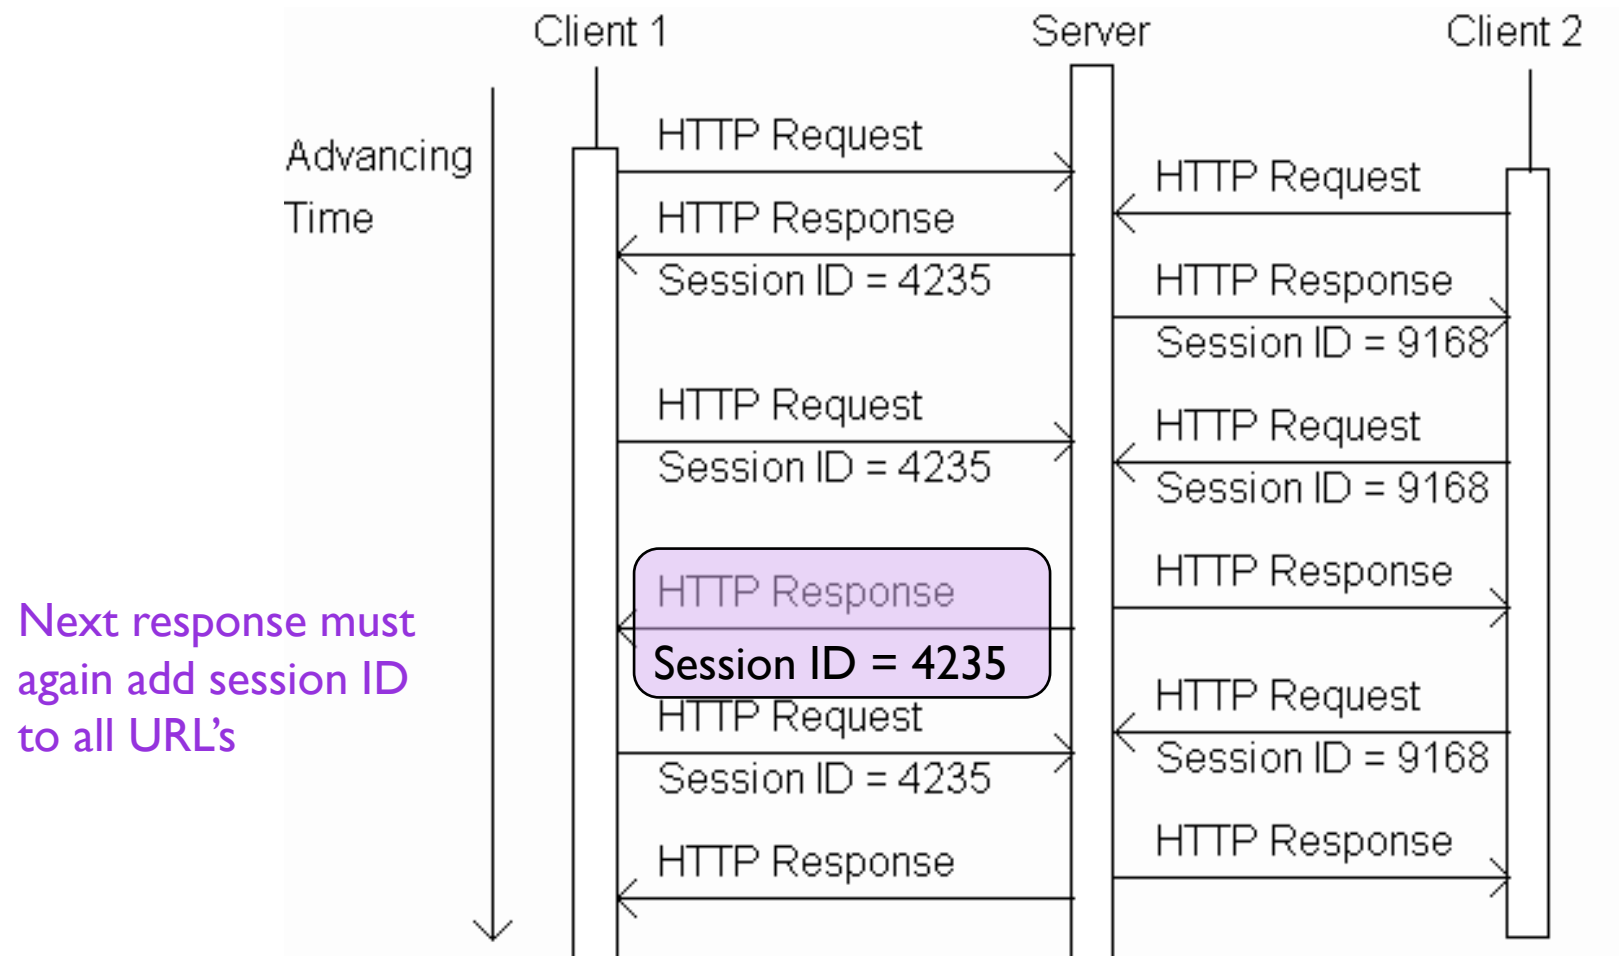 Client 1
Server
Client 2
Advancing
Time
HTTP Request
HTTP Response
Session ID = 4235
HTTP Request
Session ID = 4235
HTTP Response
Session ID = 4235
HTTP Request
Session ID = 4235
HTTP Response
HTTP Request
HTTP Response
Session ID = 9168
HTTP Request
Session ID = 9168
HTTP Response
HTTP Request
Session ID = 9168
HTTP Response
Next response must
again add session ID
to all URL’s